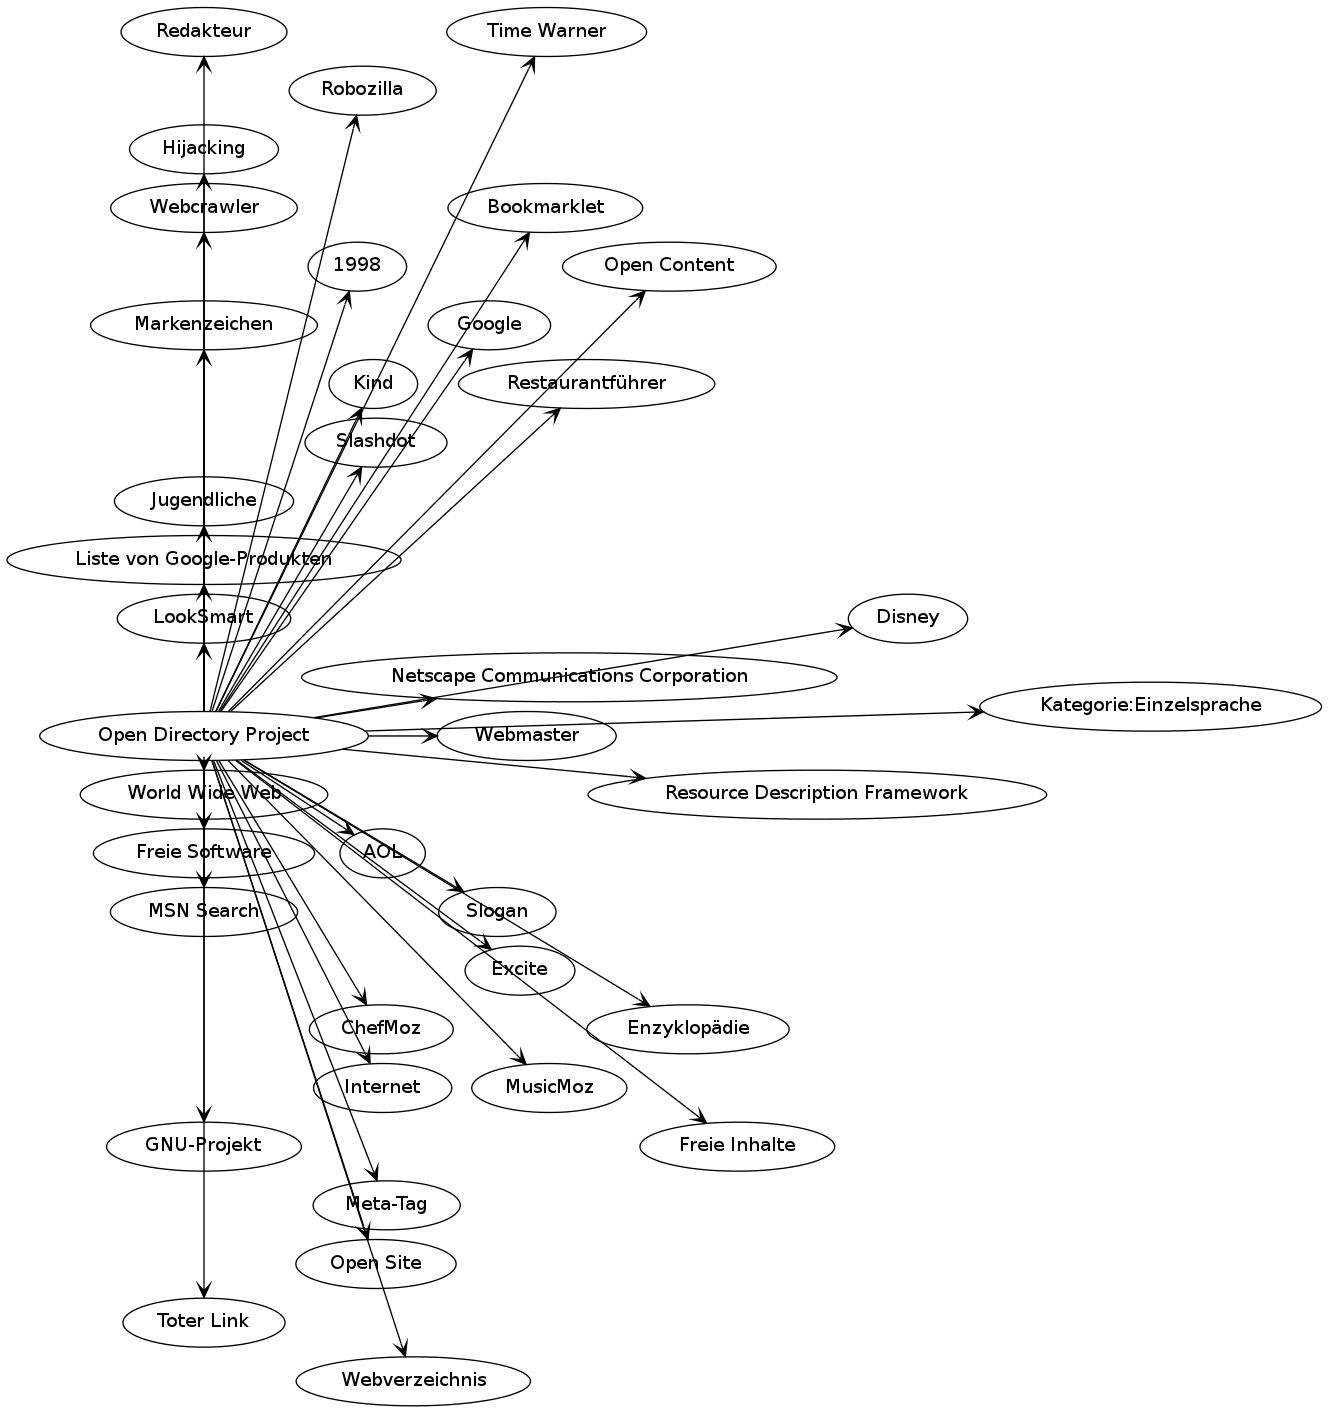 Redakteur
Time Warner
Robozilla
Hijacking
Webcrawler
Bookmarklet
1998
Open Content
Markenzeichen
Google
Kind
Restaurantführer
Slashdot
Jugendliche
Liste von Google-Produkten
LookSmart
Disney
Netscape Communications Corporation
Kategorie:Einzelsprache
Open Directory Project
Webmaster
World Wide Web
Resource Description Framework
Freie Software
AOL
MSN Search
Slogan
Excite
ChefMoz
Enzyklopädie
Internet
MusicMoz
GNU-Projekt
Freie Inhalte
Meta-Tag
Open Site
Toter Link
Webverzeichnis